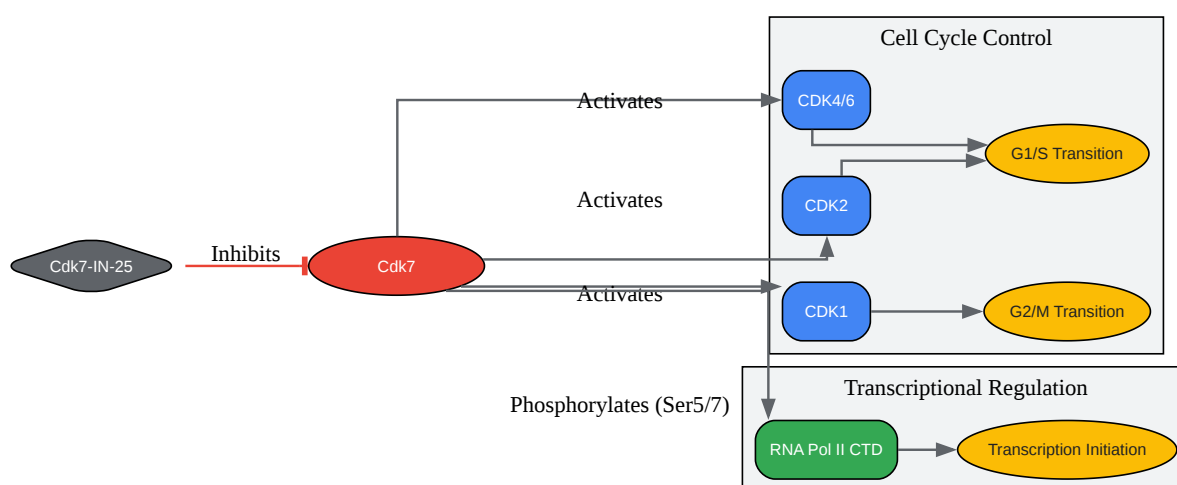 Cell Cycle Control
Activates
CDK4/6
G1/S Transition
Activates
CDK2
Cdk7-IN-25
Inhibits
Cdk7
Activates
CDK1
G2/M Transition
Transcriptional Regulation
Phosphorylates (Ser5/7)
RNA Pol II CTD
Transcription Initiation